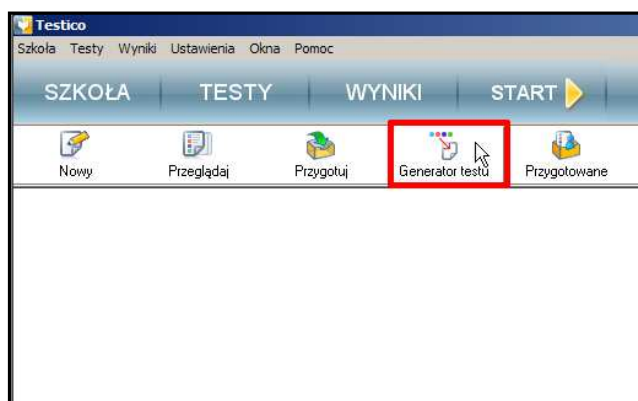 Testico
Szkoła Testy Wyniki Ustawienia Okna Pomoc
SZKOŁA TESTY WYNIKI START
Nowy Przeglądaj Przygotuj Generator testu Przygotowane